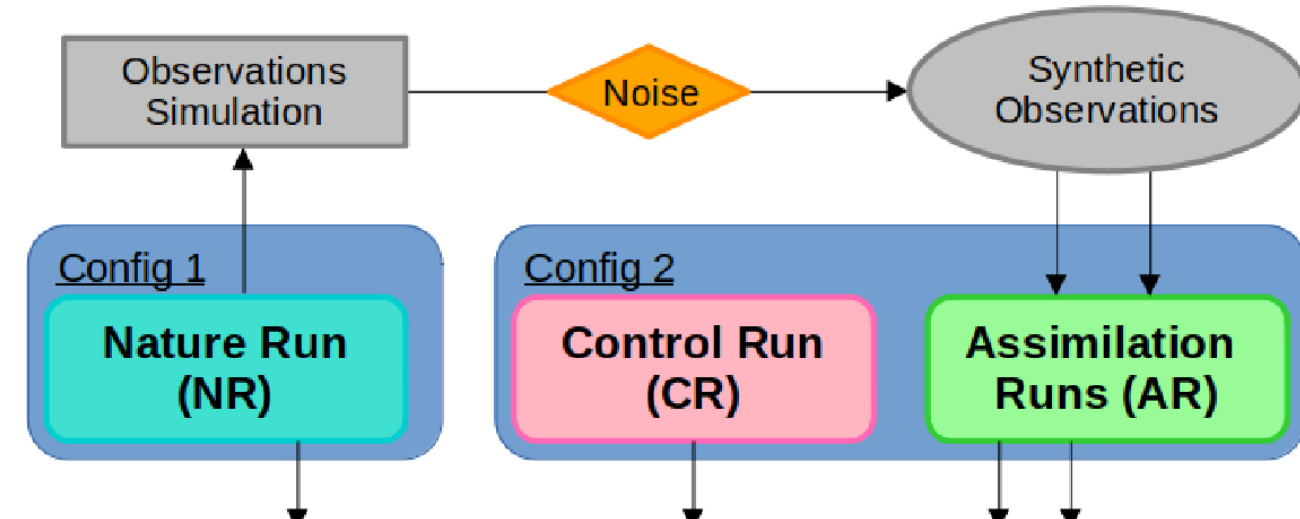 Observations
Simulation
Noise
Synthetic
Observations
Config 1
Nature Run
(NR)
Config 2
Control Run
(CR)
Assimilation
Runs (AR)